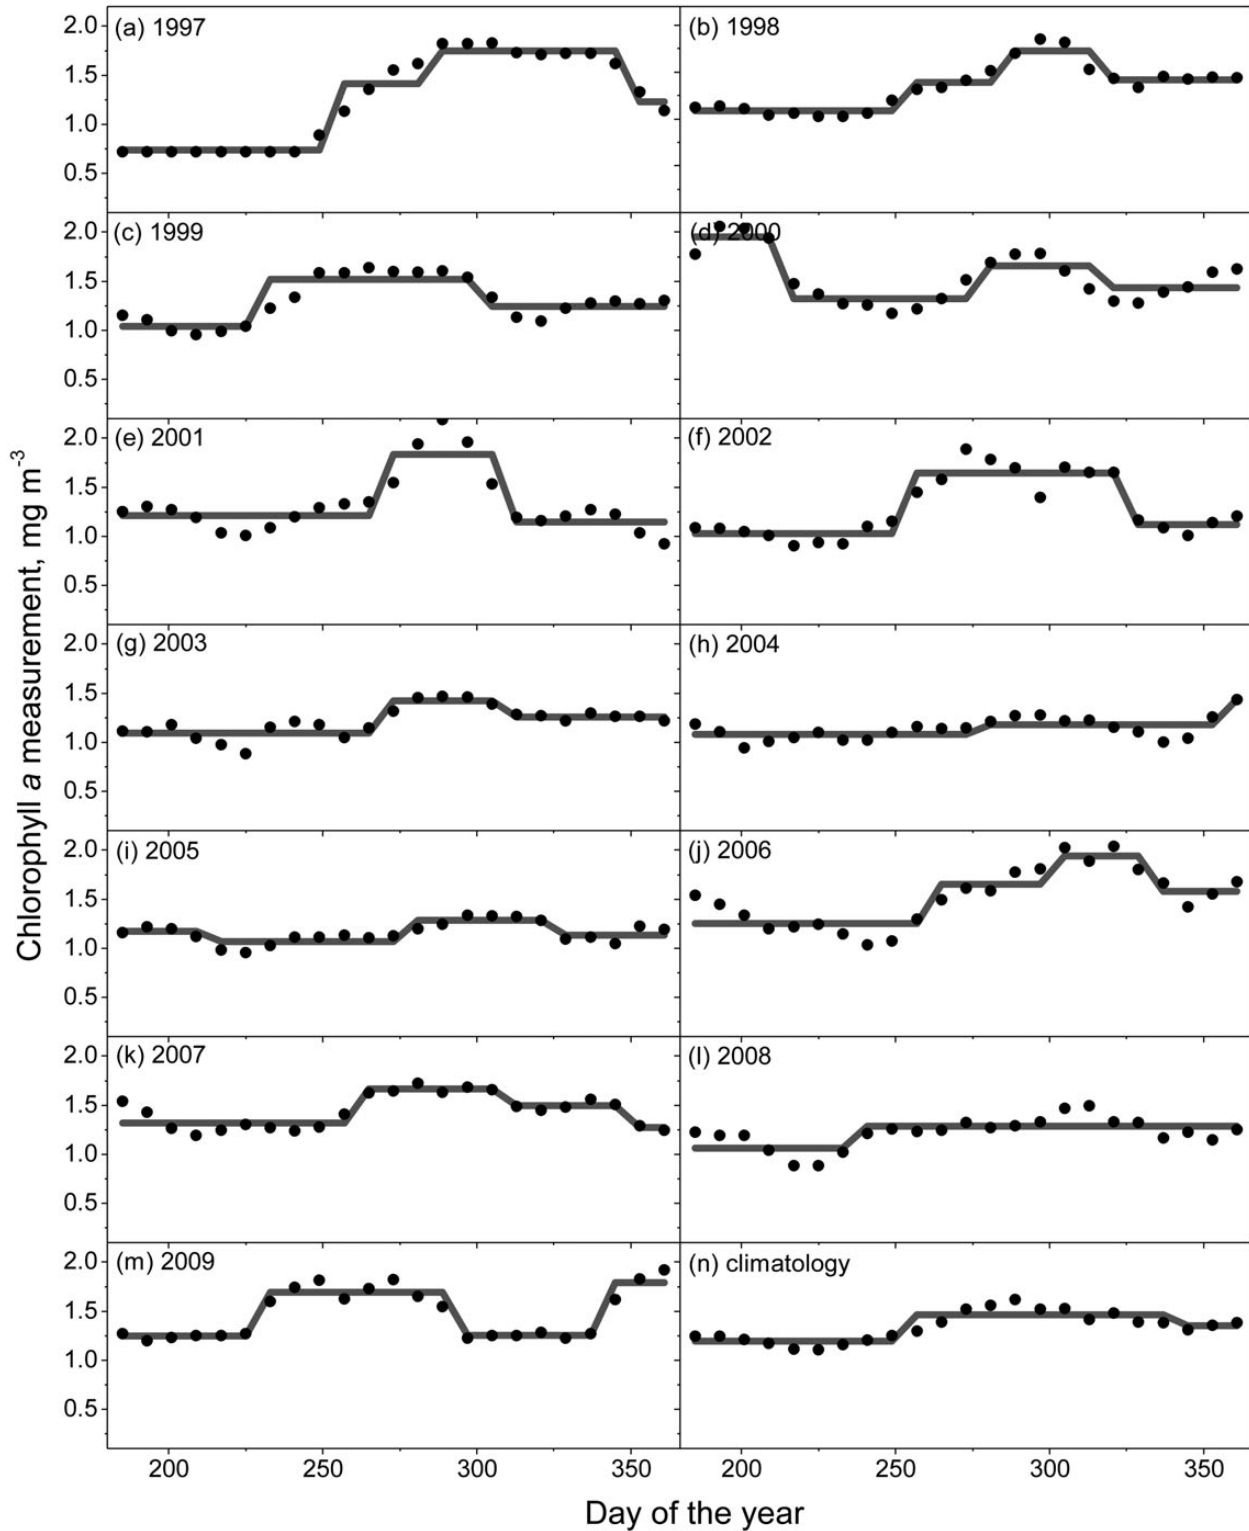 (a) 1997
(b) 1998
2.0
1.5
1.0
0.5
(c) 1999
(d) 2000
2.0
1.5
1.0
0.5
(e) 2001
(f) 2002
2.0
1.5
1.0
0.5
(g) 2003
(h) 2004
2.0
1.5
1.0
0.5
(i) 2005
(j) 2006
2.0
1.5
1.0
0.5
(k) 2007
(l) 2008
2.0
1.5
1.0
0.5
(m) 2009
(n) climatology
2.0
1.5
1.0
0.5
200 250 300 350 200 250 300 350
Chlorophyll a measurement, mg m⁻³
Day of the year